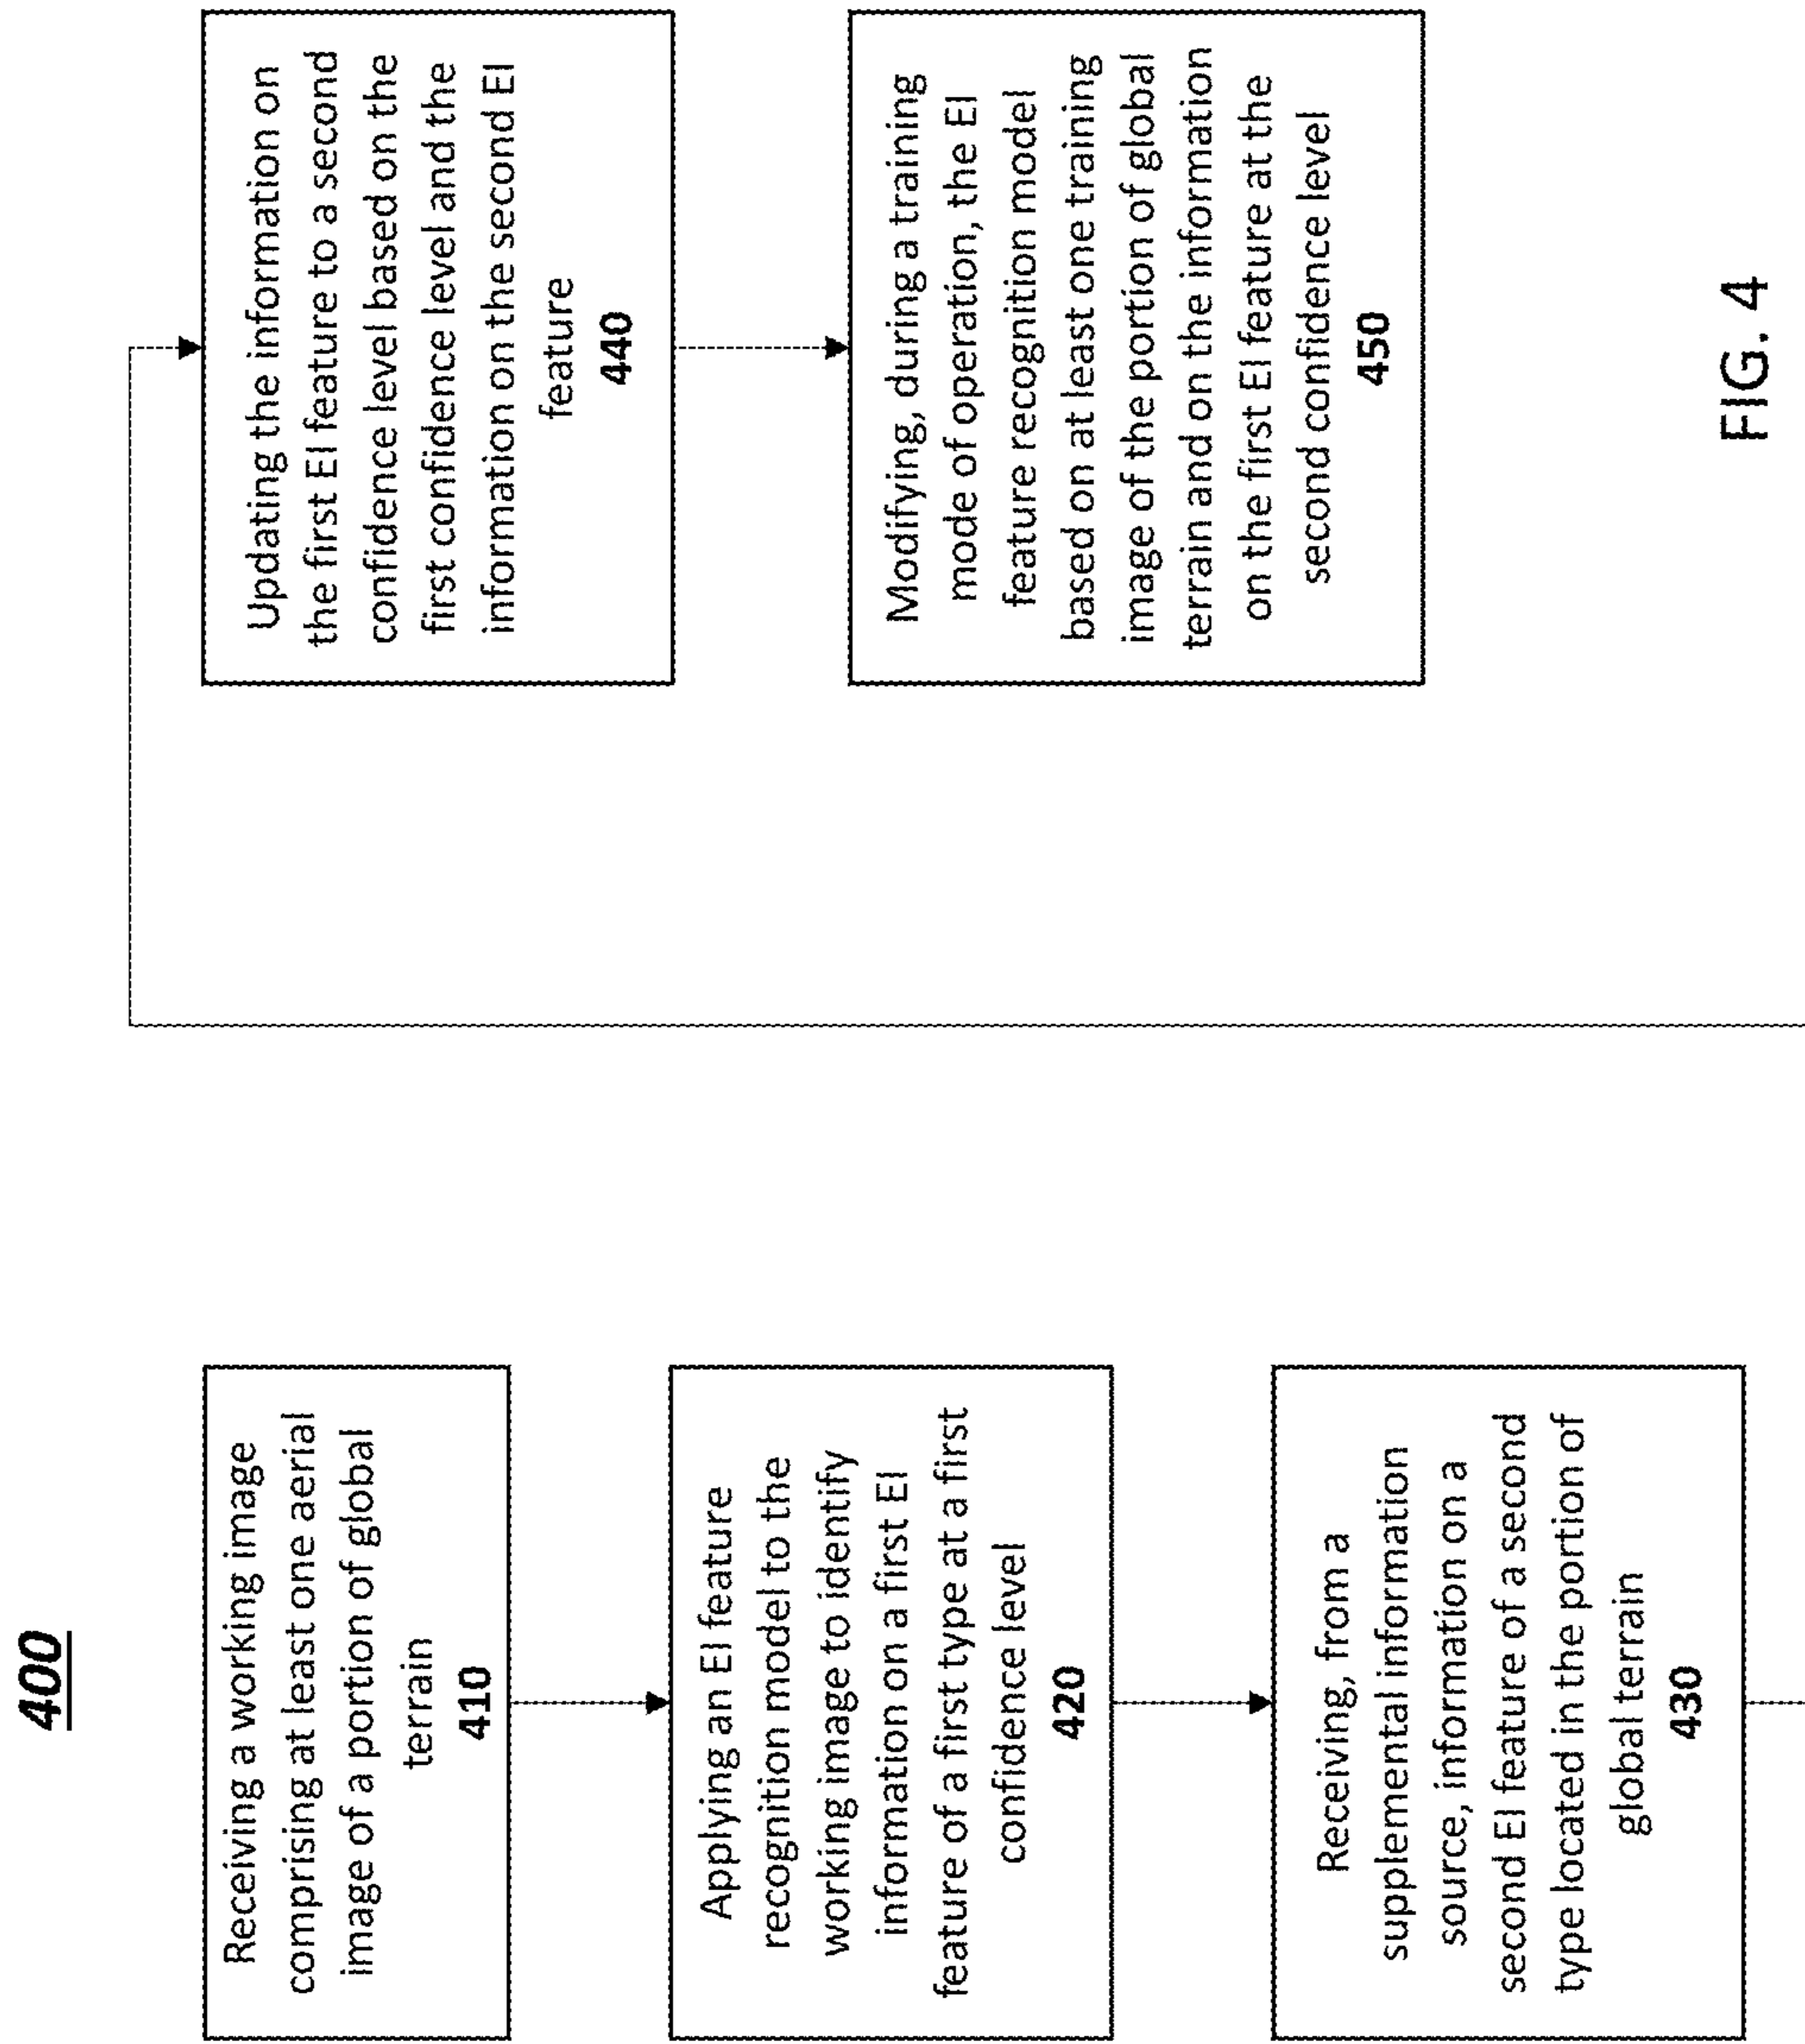 400
Receiving a working image
comprising at least one aerial
image of a portion of global
terrain
410
Applying an EI feature
recognition model to the
working image to identify
information on a first EI
feature of a first type at a first
confidence level
420
Receiving, from a
supplemental information
source, information on a
second EI feature of a second
type located in the portion of
global terrain
430
Updating the information on
the first EI feature to a second
confidence level based on the
first confidence level and the
information on the second EI
feature
440
Modifying, during a training
mode of operation, the EI
feature recognition model
based on at least one training
image of the portion of global
terrain and on the information
on the first EI feature at the
second confidence level
450
FIG. 4